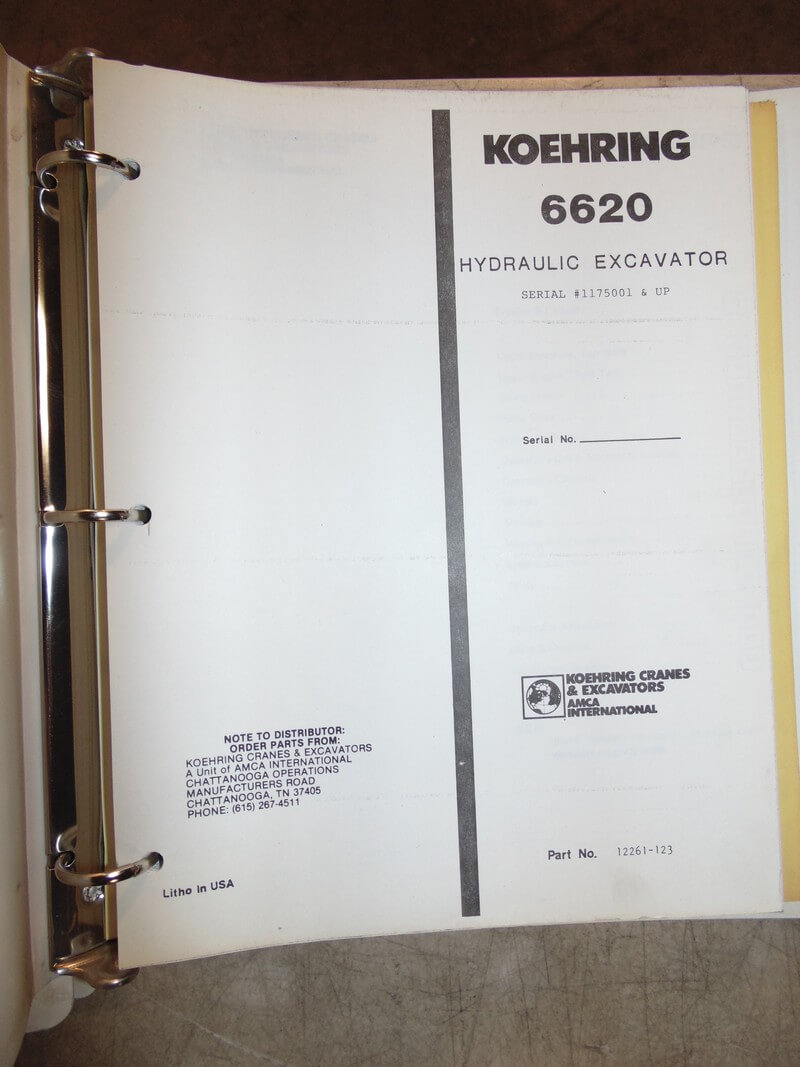 KOEHRING
6620
HYDRAULIC EXCAVATOR
SERIAL #1175001 & UP
Serial No.
KOEHRING CRANES
& EXCAVATORS
AMCA
INTERNATIONAL
Part No. 12261-123
NOTE TO DISTRIBUTOR:
ORDER PARTS FROM:
KOEHRING CRANES & EXCAVATORS
A Unit of AMCA INTERNATIONAL
CHATTANOOGA OPERATIONS
MANUFACTURERS ROAD
CHATTANOOGA, TN 37405
PHONE: (615) 267-4511
Litho in USA